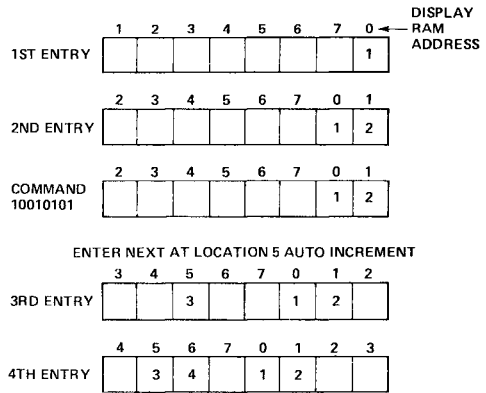 DISPLAY
1 2 3 4 5 6 7 0 RAM
ADDRESS
1ST ENTRY 1
2 3 4 5 6 7 0 1
2ND ENTRY 1 2
2 3 4 5 6 7 0 1
COMMAND
10010101 1 2
ENTER NEXT AT LOCATION 5 AUTO INCREMENT
3 4 5 6 7 0 1 2
3RD ENTRY 3 1 2
4 5 6 7 0 1 2 3
4TH ENTRY 3 4 1 2